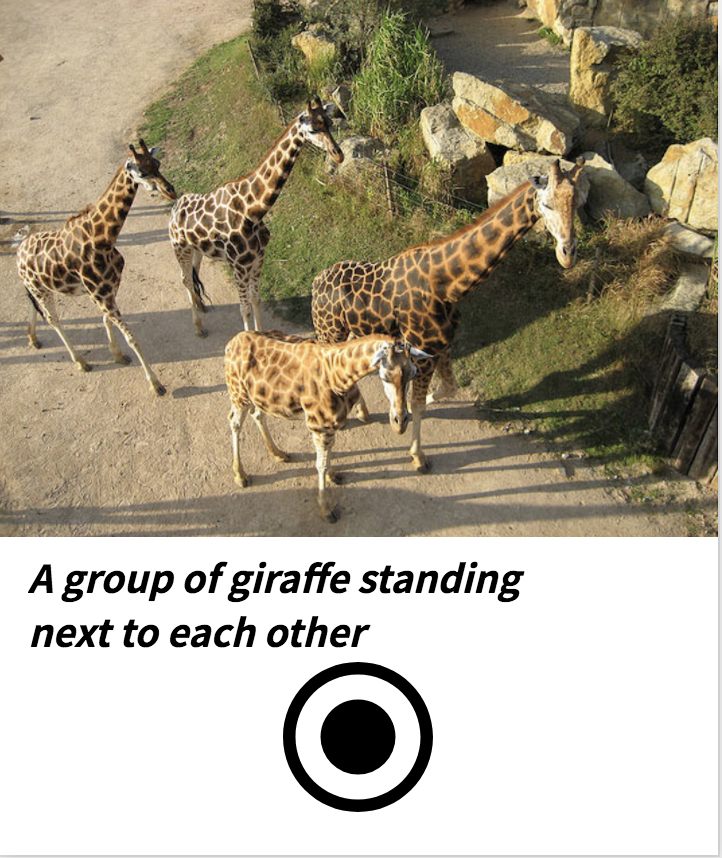 A group of giraffe standing
next to each other